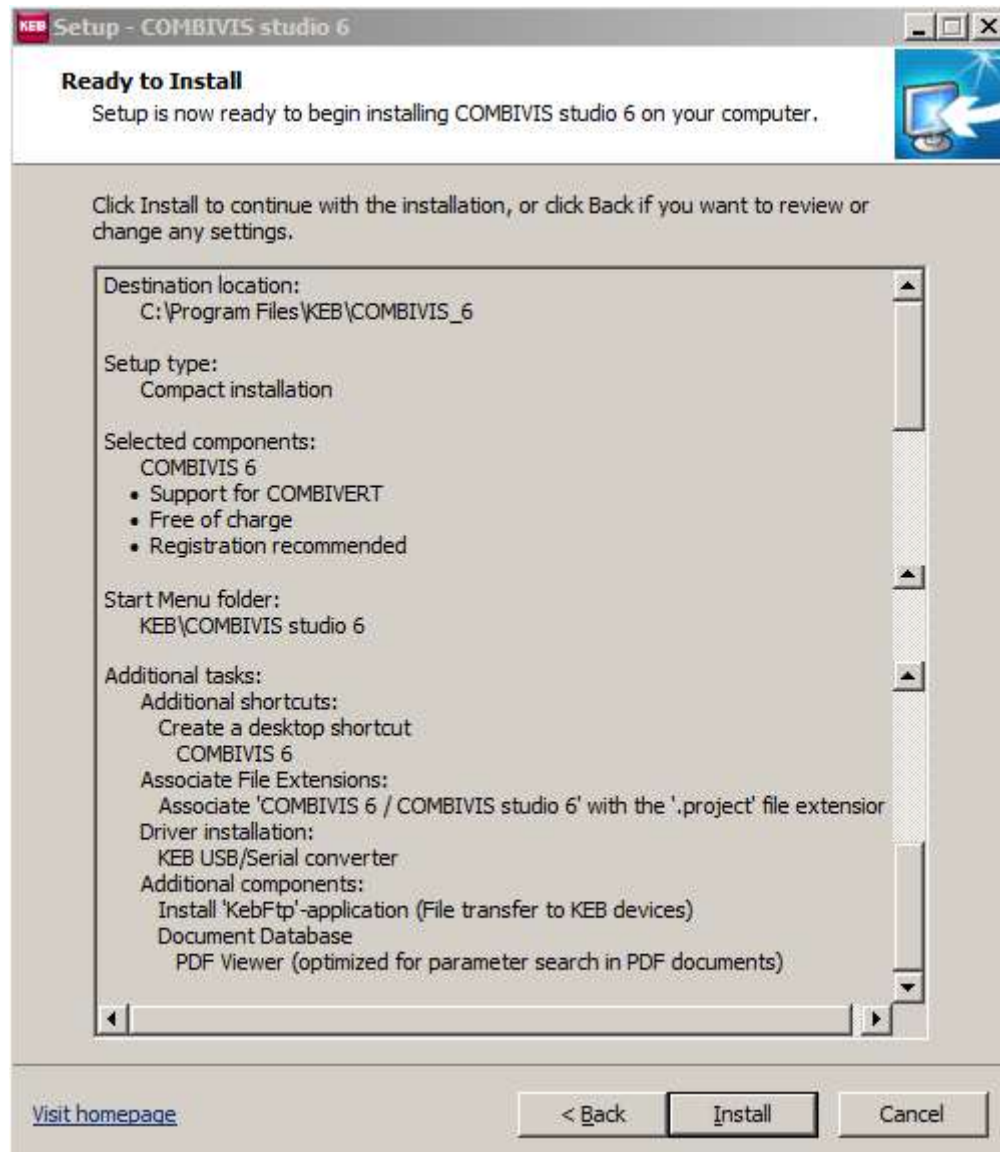 KEB Setup - COMBIVIS studio 6
Ready to Install
Setup is now ready to begin installing COMBIVIS studio 6 on your computer.
Click Install to continue with the installation, or click Back if you want to review or
change any settings.
Destination location:
C:\Program Files\KEB\COMBIVIS_6
Setup type:
Compact installation
Selected components:
COMBIVIS 6
• Support for COMBIVERT
• Free of charge
• Registration recommended
Start Menu folder:
KEB\COMBIVIS studio 6
Additional tasks:
Additional shortcuts:
Create a desktop shortcut
COMBIVIS 6
Associate File Extensions:
Associate 'COMBIVIS 6 / COMBIVIS studio 6' with the '.project' file extensior
Driver installation:
KEB USB/Serial converter
Additional components:
Install 'KebFtp'-application (File transfer to KEB devices)
Document Database
PDF Viewer (optimized for parameter search in PDF documents)
Visit homepage
< Back
Install
Cancel